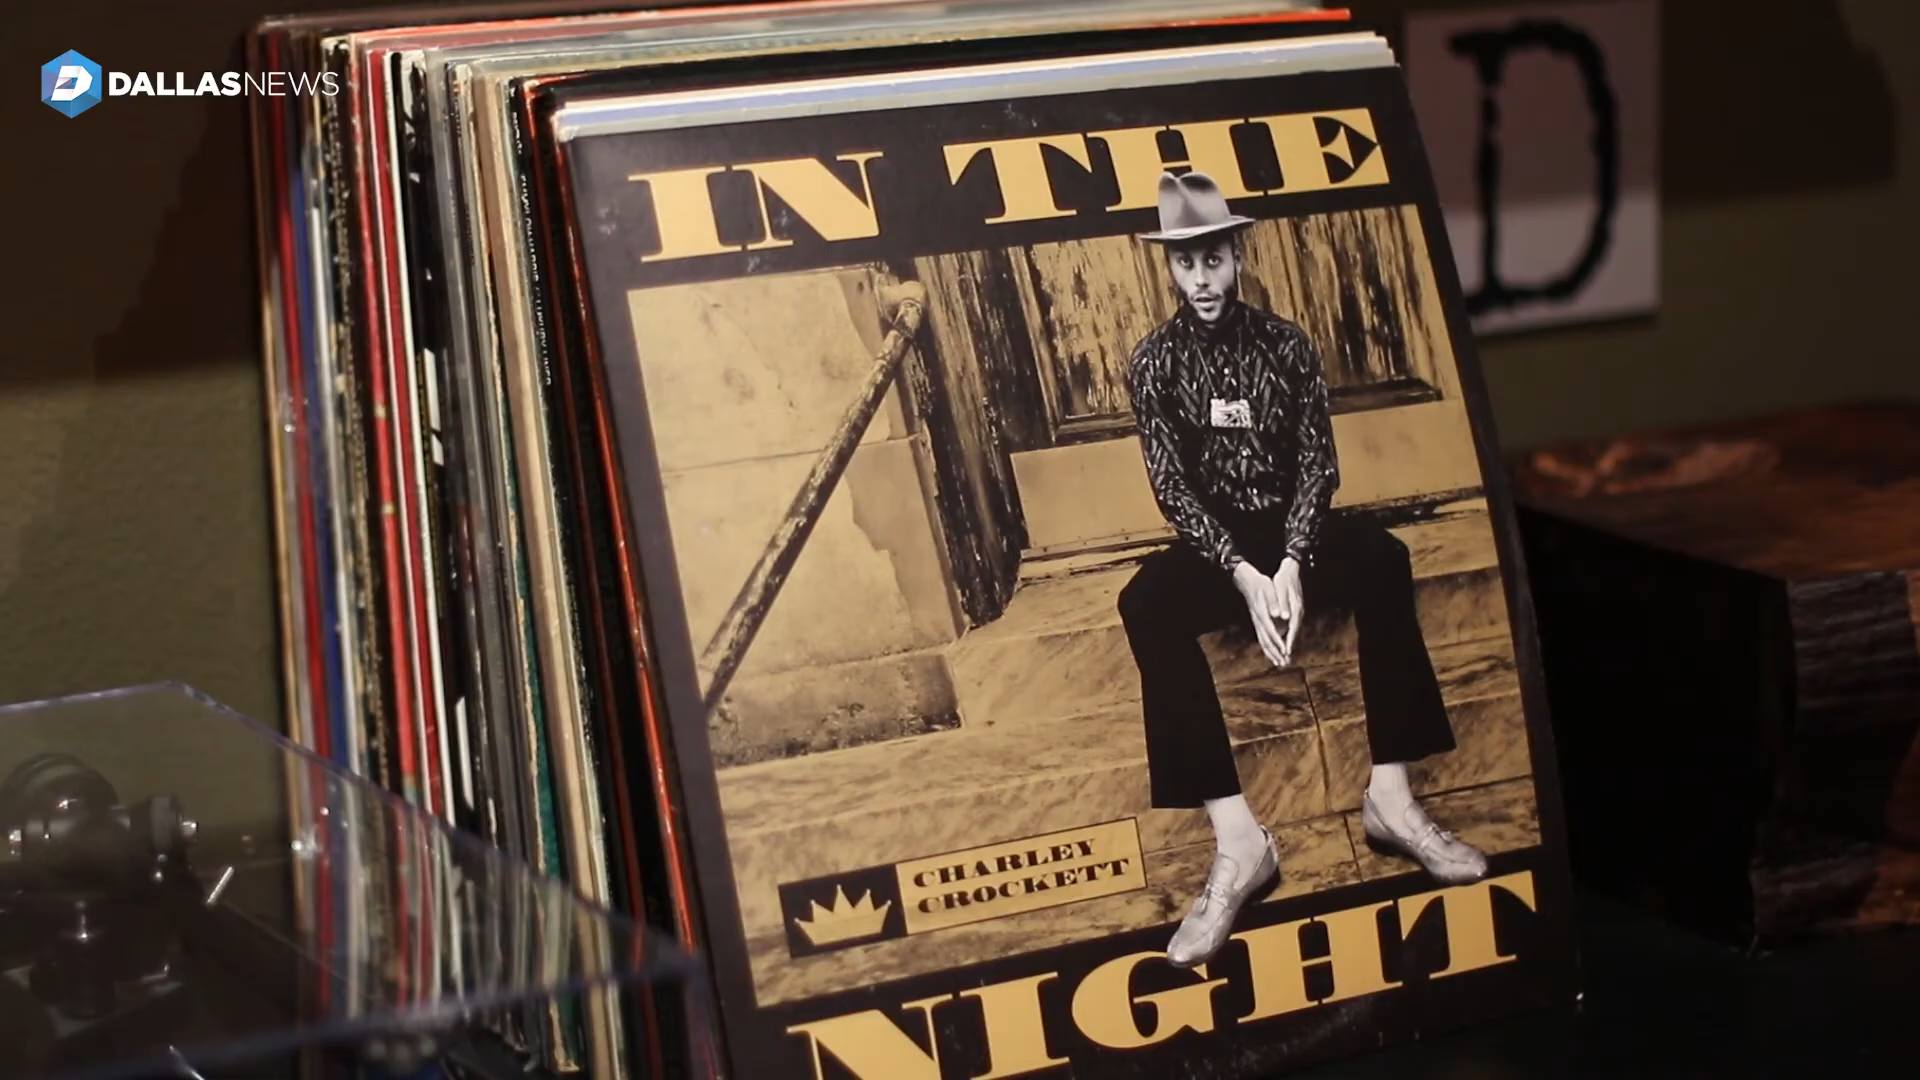 DALLASNEWS
IN THE
D
CHARLEY
CROCKETT
NIGHT